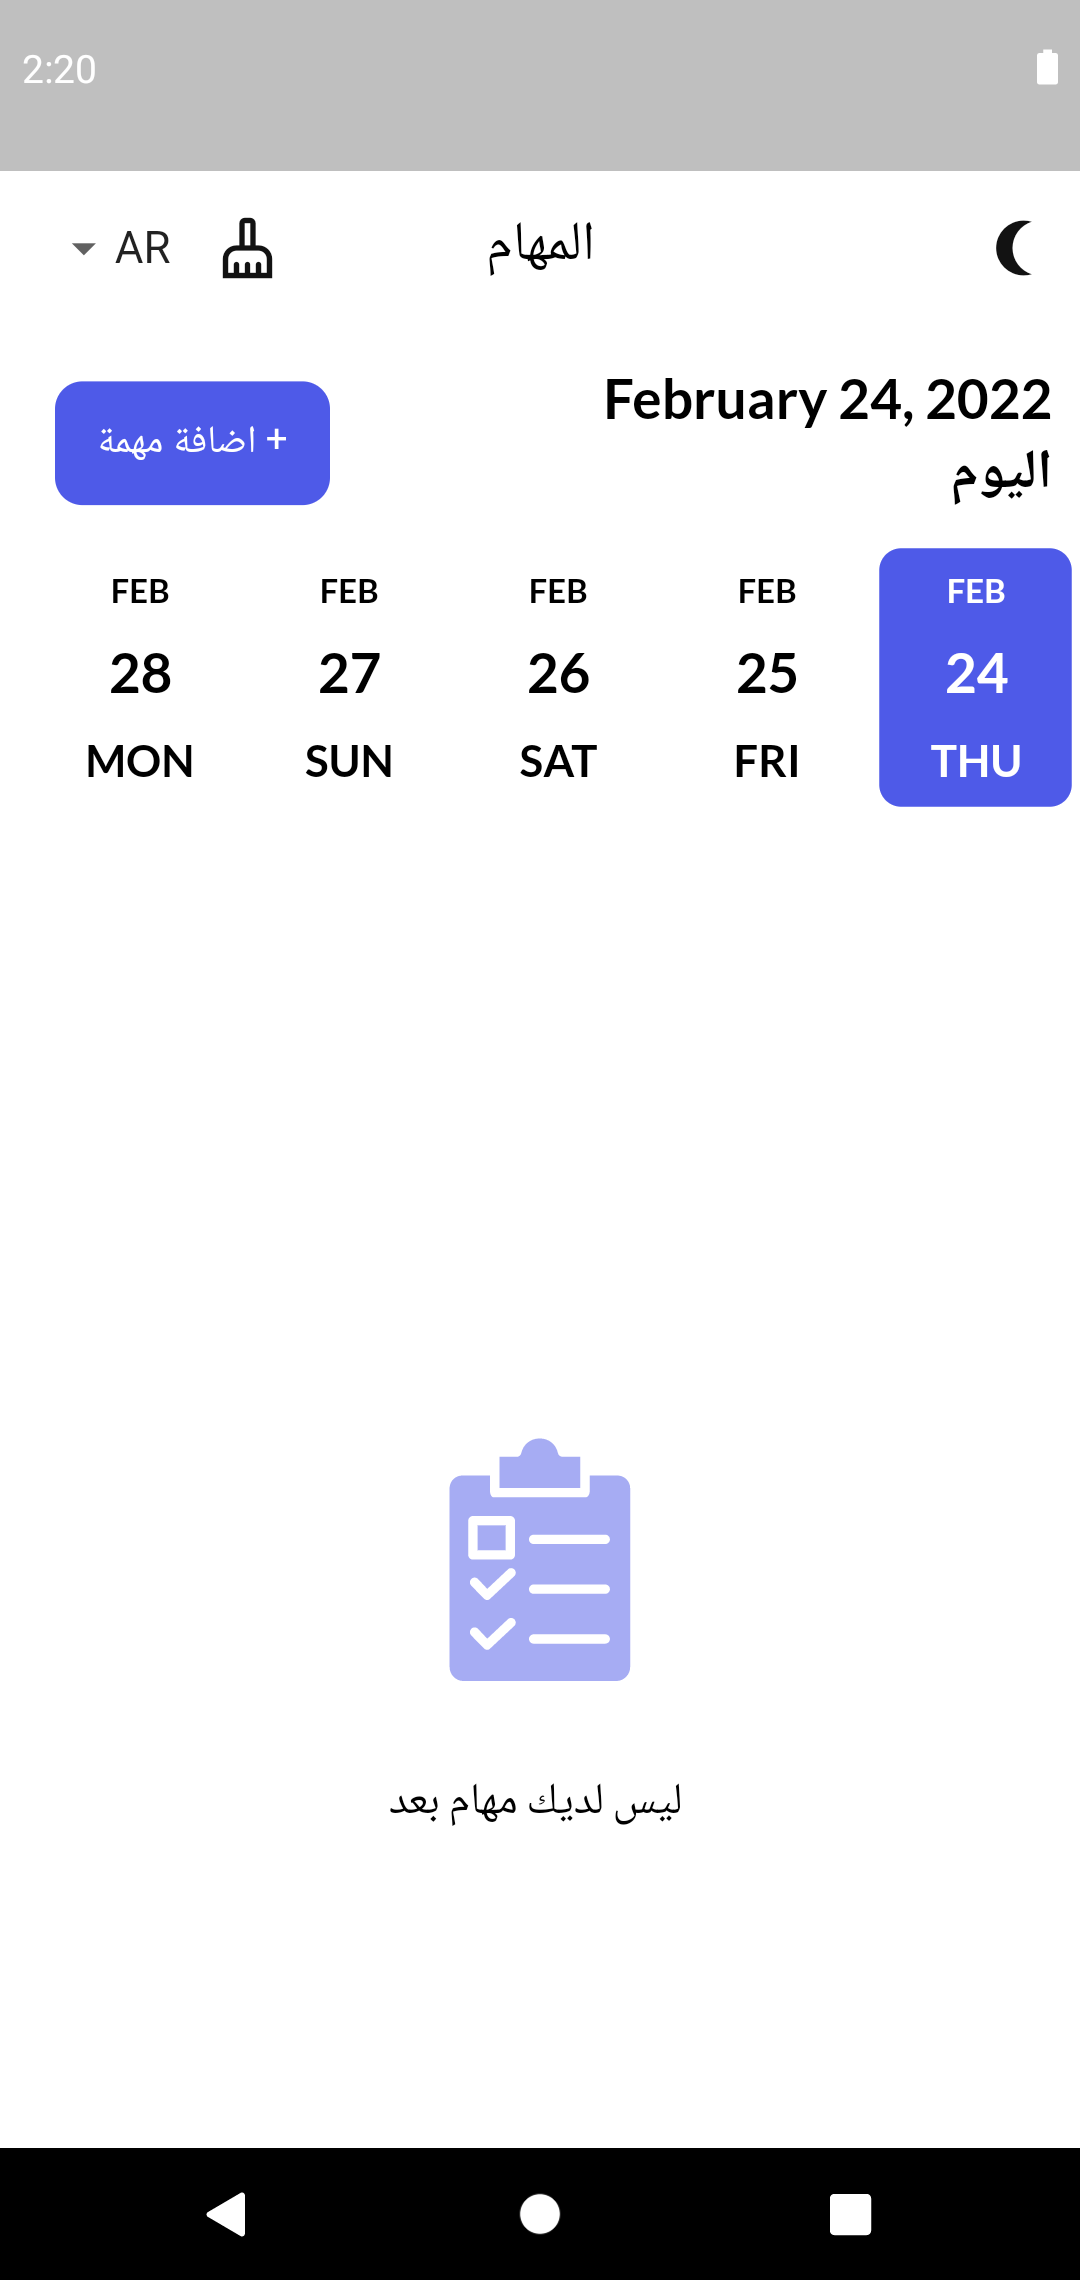 2:20
المهام
AR
February 24, 2022
اليوم
+ اضافة مهمة
FEB FEB FEB FEB FEB
24 25 26 27 28
THU FRI SAT SUN MON
ليس لديك مهام بعد